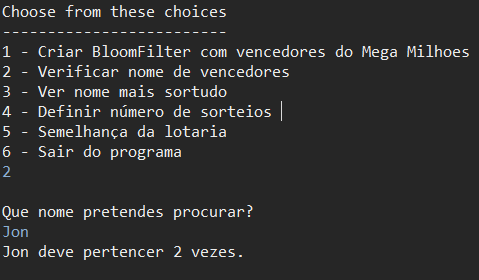 Choose from these choices
-------------------------
1 - Criar BloomFilter com vencedores do Mega Milhoes
2 - Verificar nome de vencedores
3 - Ver nome mais sortudo
4 - Definir número de sorteios
5 - Semelhança da lotaria
6 - Sair do programa
2
Que nome pretendes procurar?
Jon
Jon deve pertencer 2 vezes.